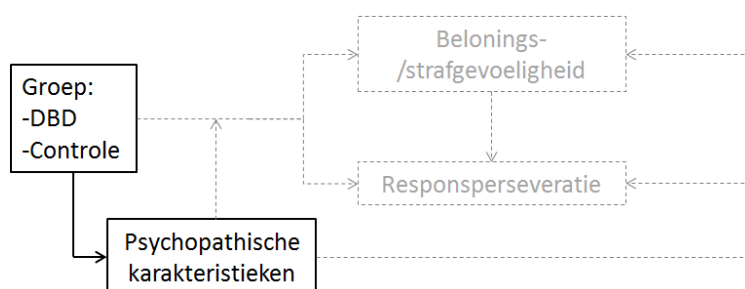 Belonings-
/strafgevoeligheid
Groep:
-DBD
-Controle
Responsperseveratie
Psychopathische
karakteristieken